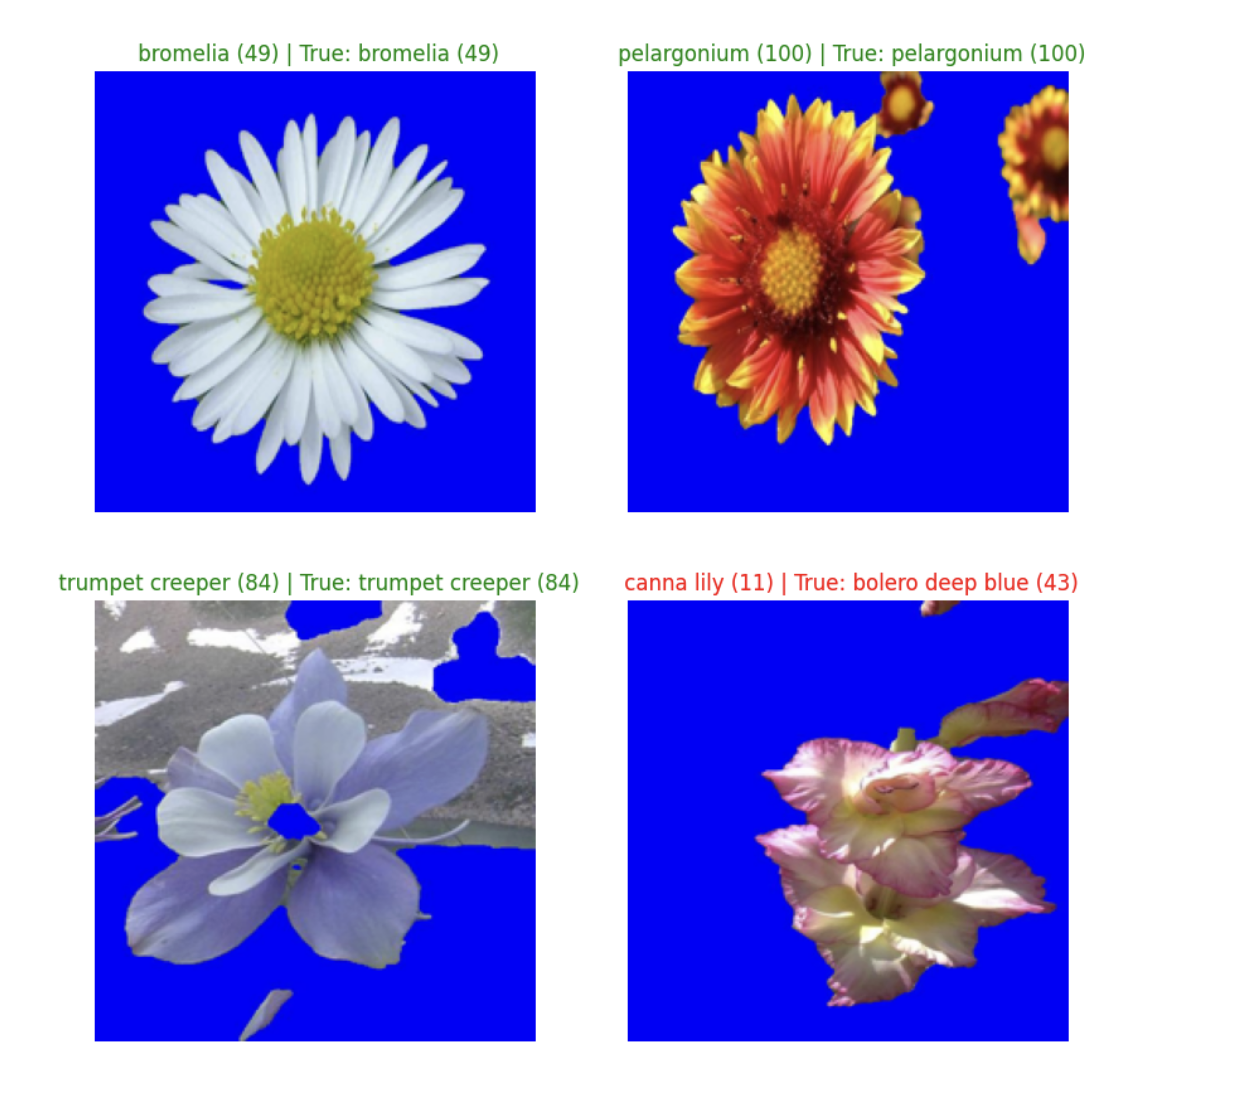 bromelia (49) | True: bromelia (49)
pelargonium (100) | True: pelargonium (100)
trumpet creeper (84) | True: trumpet creeper (84)
canna lily (11) | True: bolero deep blue (43)